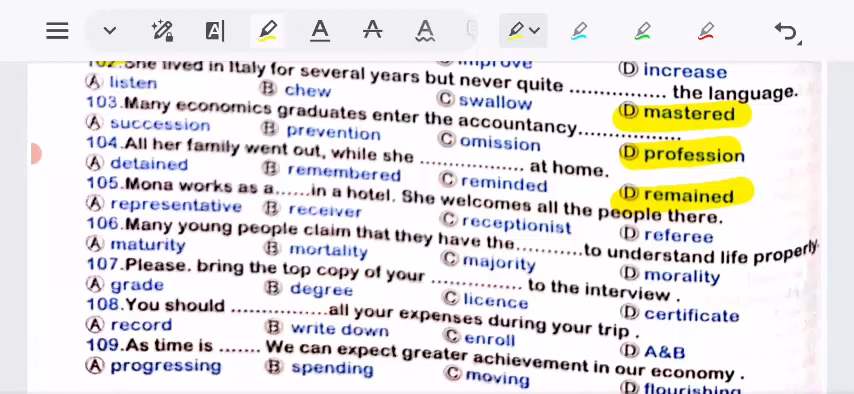 C improve D increase
102.She lived in Italy for several years but never quite ............... the language.
A listen B chew C swallow D mastered
103.Many economics graduates enter the accountancy................
A succession B prevention C omission D profession
104.All her family went out, while she ............... at home.
A detained B remembered C reminded D remained
105.Mona works as a......in a hotel. She welcomes all the people there.
A representative B receiver C receptionist D referee
106.Many young people claim that they have the...........to understand life properly
A maturity B mortality C majority D morality
107.Please. bring the top copy of your .............. to the interview .
A grade B degree C licence D certificate
108.You should ...............all your expenses during your trip .
A record B write down C enroll D A&B
109.As time is ....... We can expect greater achievement in our economy .
A progressing B spending C moving D flourishing